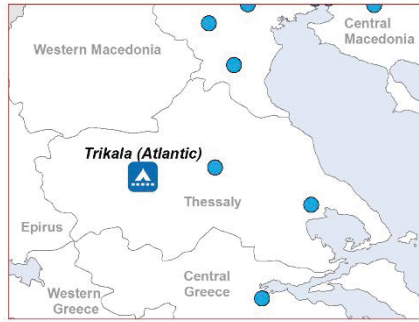 Central
Macedonia
Western Macedonia
Trikala (Atlantic)
Thessaly
Epirus
Central
Greece
Western
Greece